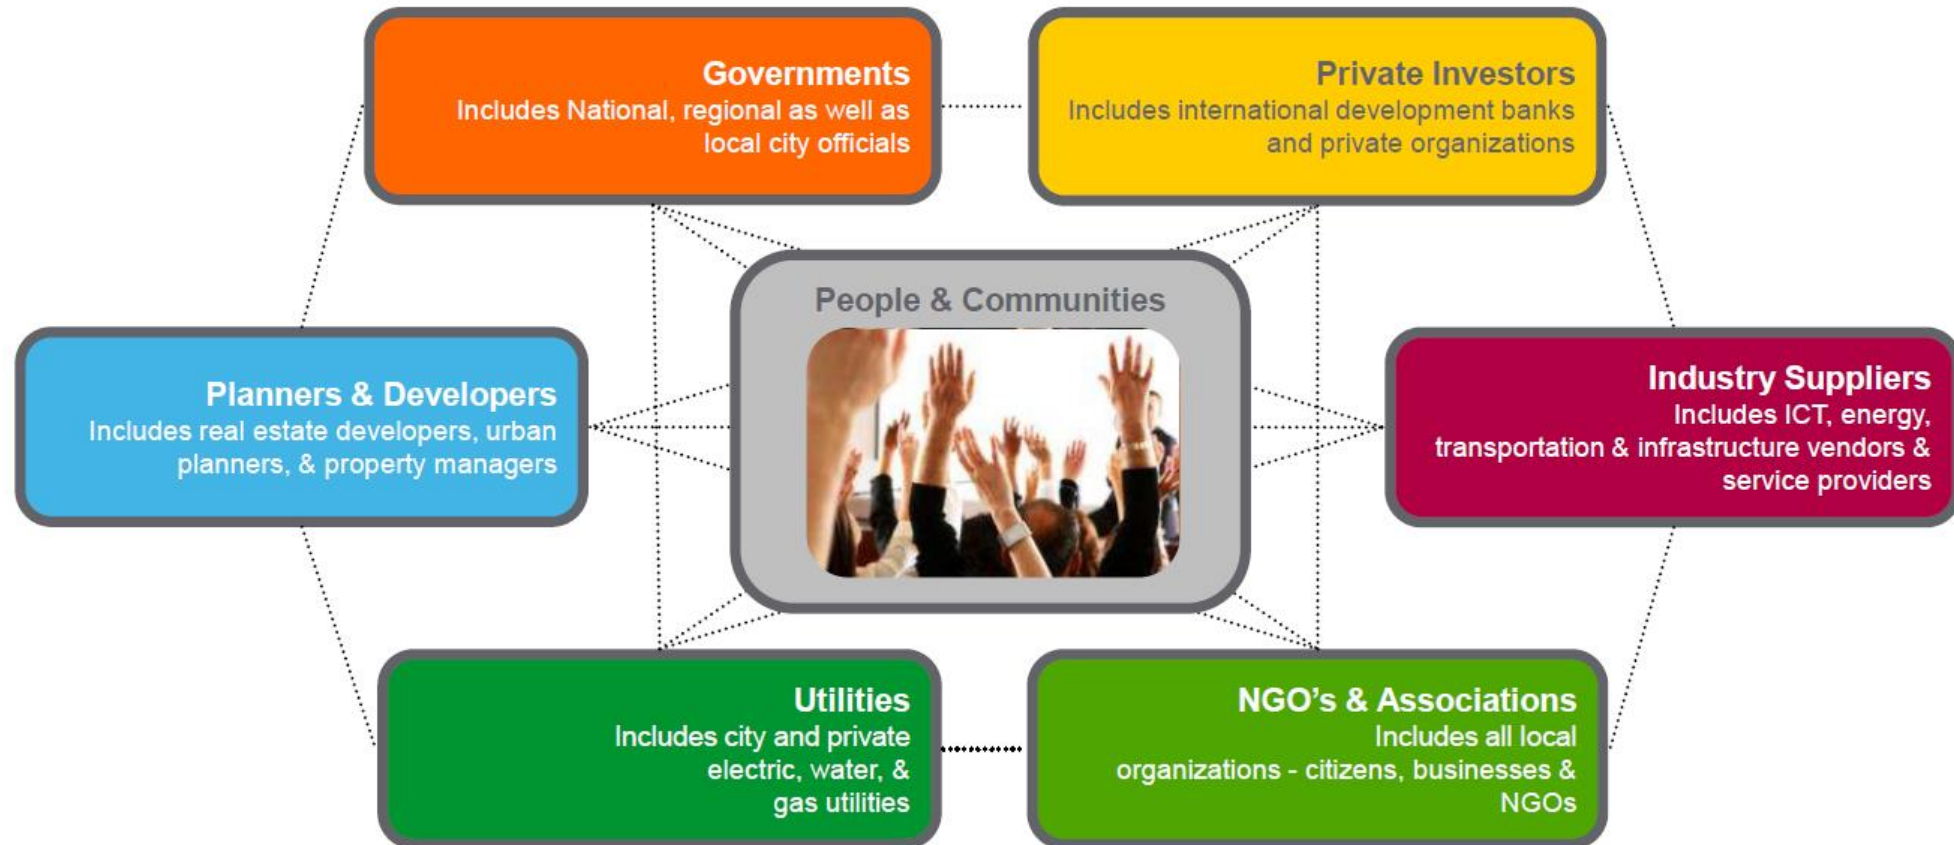 Governments
Includes National, regional as well as
local city officials
Private Investors
Includes international development banks
and private organizations
People & Communities
Planners & Developers
Includes real estate developers, urban
planners, & property managers
Industry Suppliers
Includes ICT, energy,
transportation & infrastructure vendors &
service providers
Utilities
Includes city and private
electric, water, &
gas utilities
NGO’s & Associations
Includes all local
organizations - citizens, businesses &
NGOs